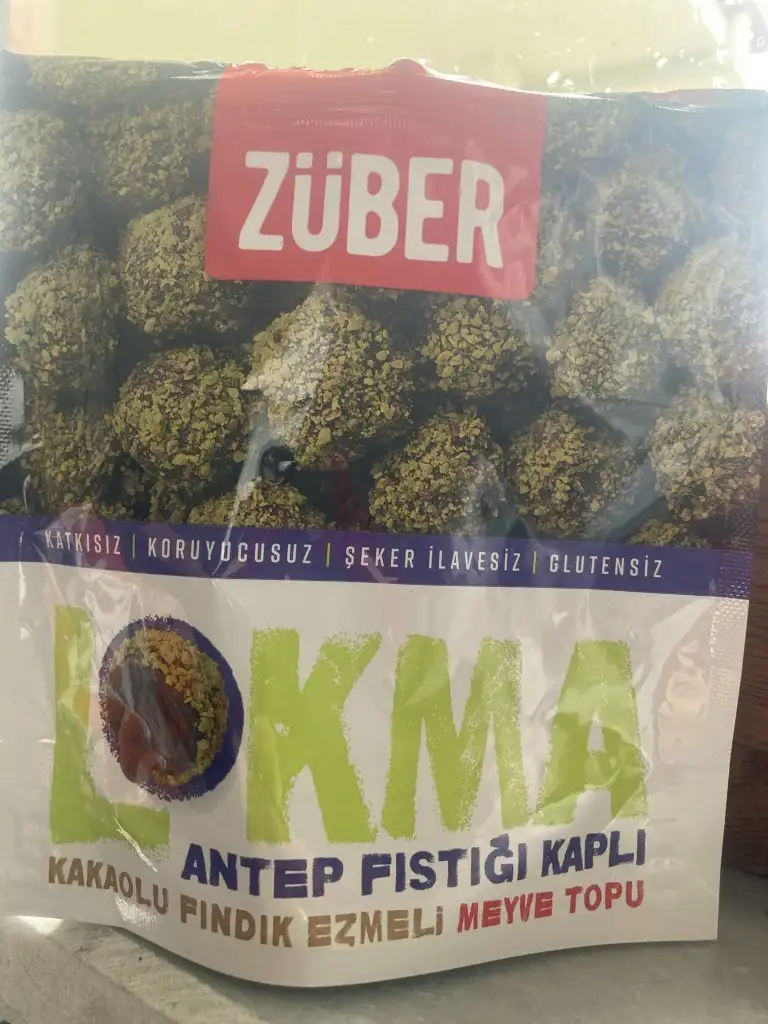 ZÜBER
KATKISIZ | KORUYUCUSUZ | ŞEKER İLAVESİZ | GLUTENSİZ
LOKMA
ANTEP FISTIĞI KAPLI
KAKAOLU FINDIK EZMELİ MEYVE TOPU